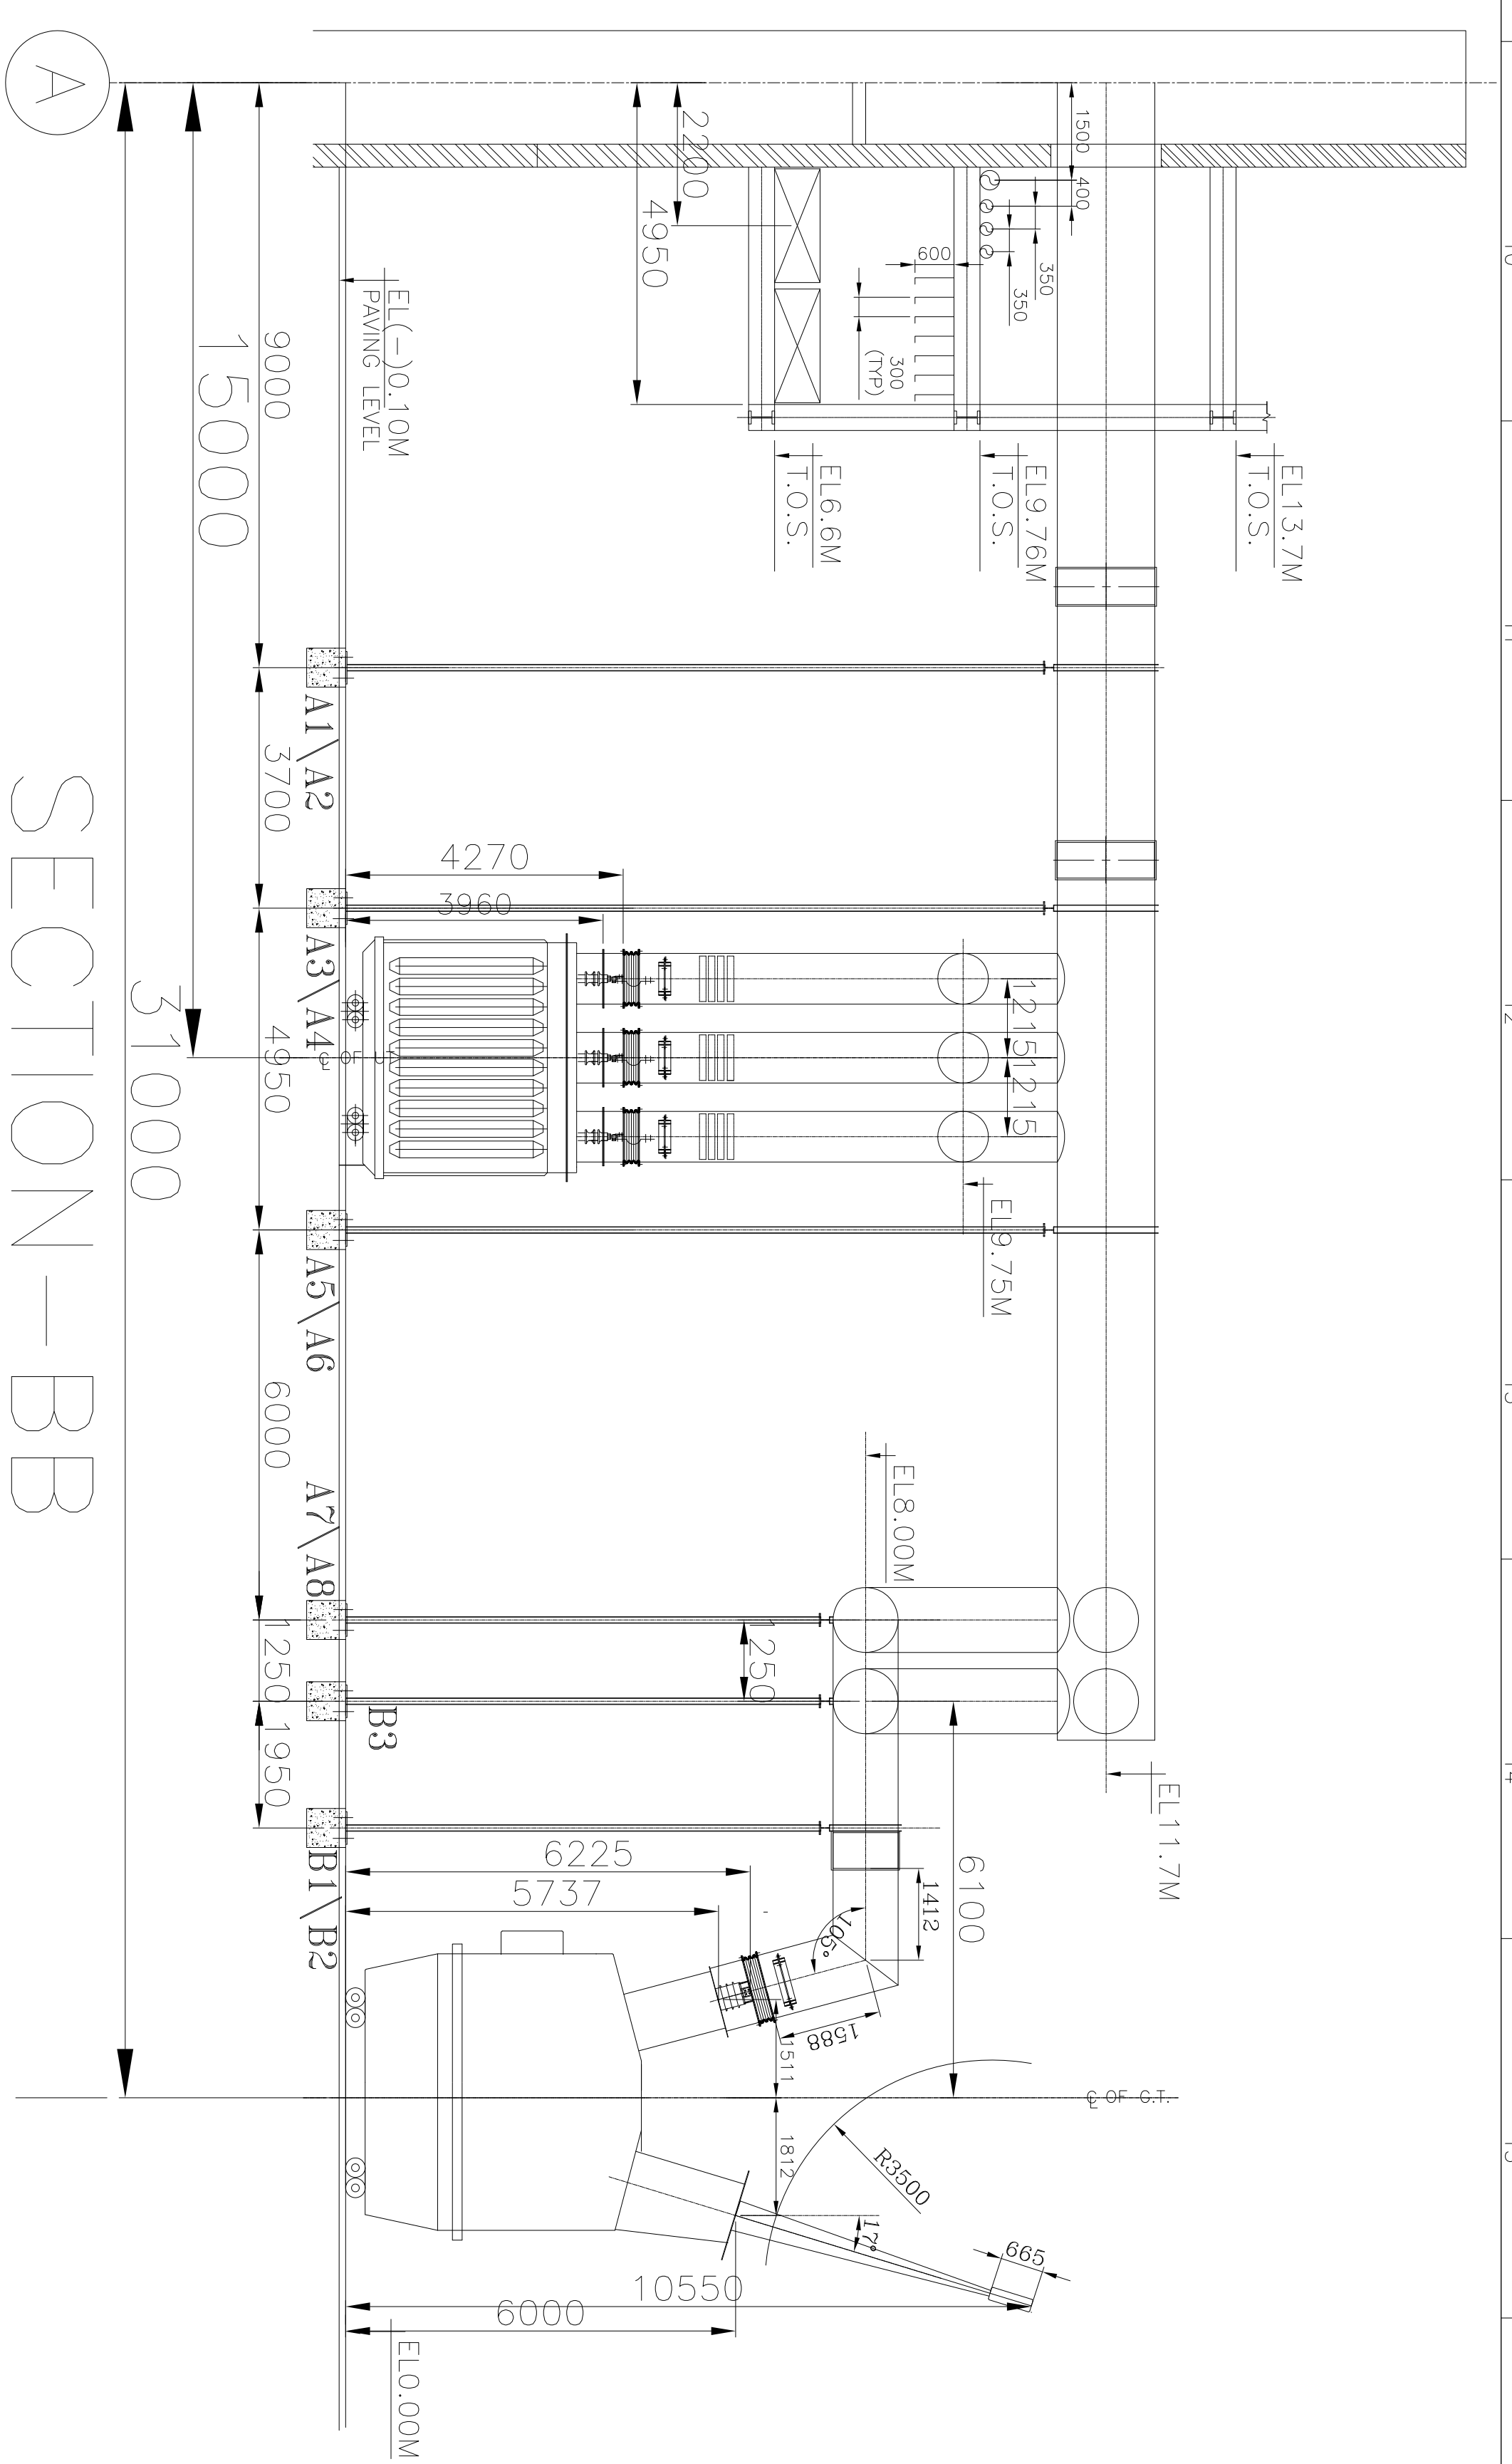 EL13.7M
T.O.S.
1500
400
350
350
EL9.76M
T.O.S.
600
300
(TYP)
EL6.6M
T.O.S.
2200
4950
EL(-)0.10M
PAVING LEVEL
9000
15000
31000
A
A1/A2
3700
4270
3960
A3/A4
4950
℄ OF UT
1215
1215
EL9.75M
A5/A6
6000
EL8.00M
A7/A8
1250
1250
B3
1950
EL11.7M
B1/B2
6225
5737
6100
1412
105°
1588
1511
℄ OF G.T.
1812
R3500
17°
665
10550
6000
EL0.00M
SECTION-BB